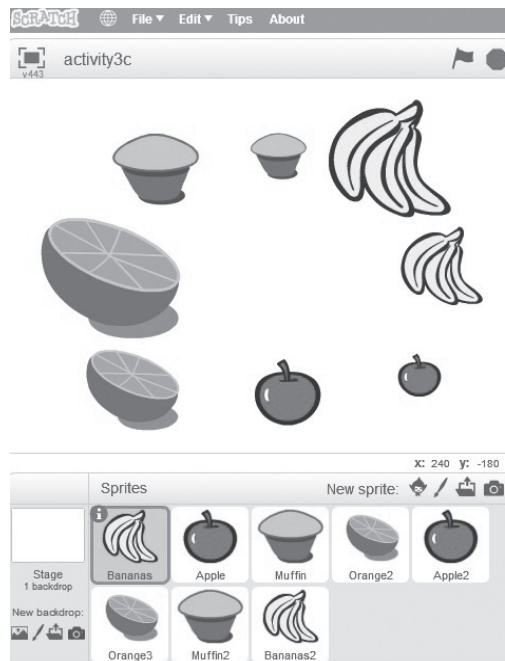 SCRATCH File Edit Tips About
activity3c
v443
x: 240 y: -180
Sprites New sprite:
Bananas Apple Muffin Orange2 Apple2
Stage
1 backdrop
New backdrop:
Orange3 Muffin2 Bananas2